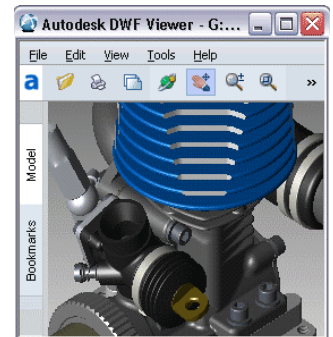 Autodesk DWF Viewer - G:...
File Edit View Tools Help
a
»
Model
Bookmarks